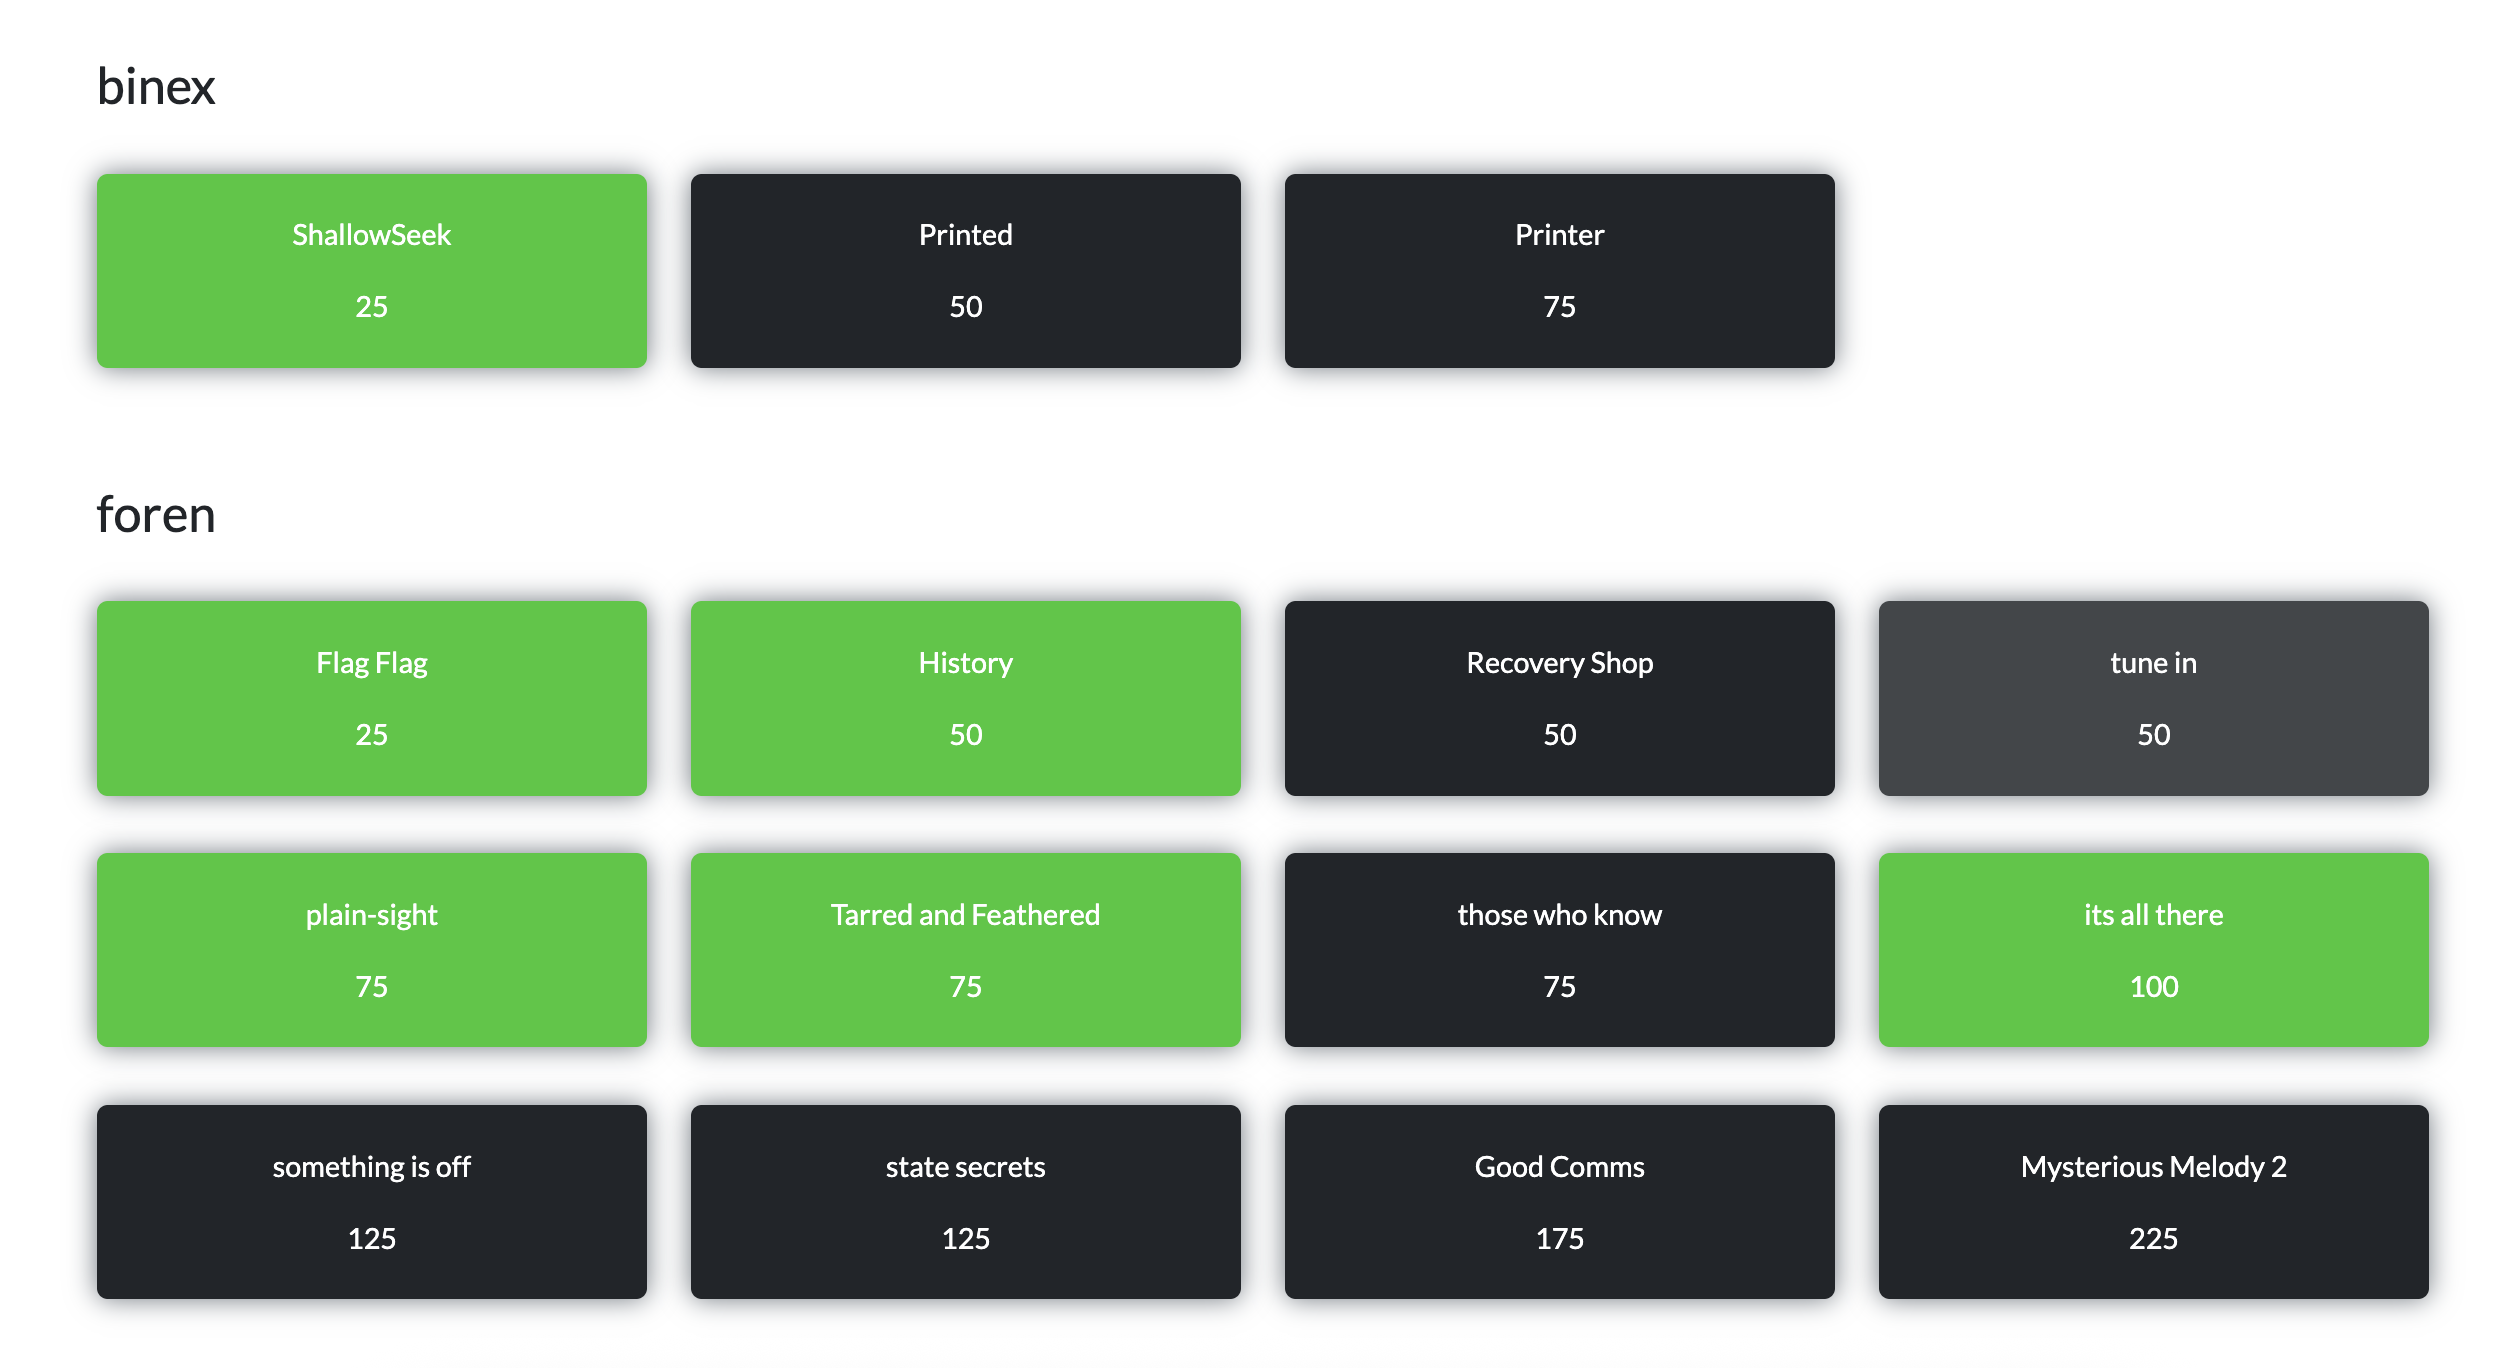 binex
ShallowSeek
25
Printed
50
Printer
75
foren
Flag Flag
25
History
50
Recovery Shop
50
tune in
50
plain-sight
75
Tarred and Feathered
75
those who know
75
its all there
100
something is off
125
state secrets
125
Good Comms
175
Mysterious Melody 2
225